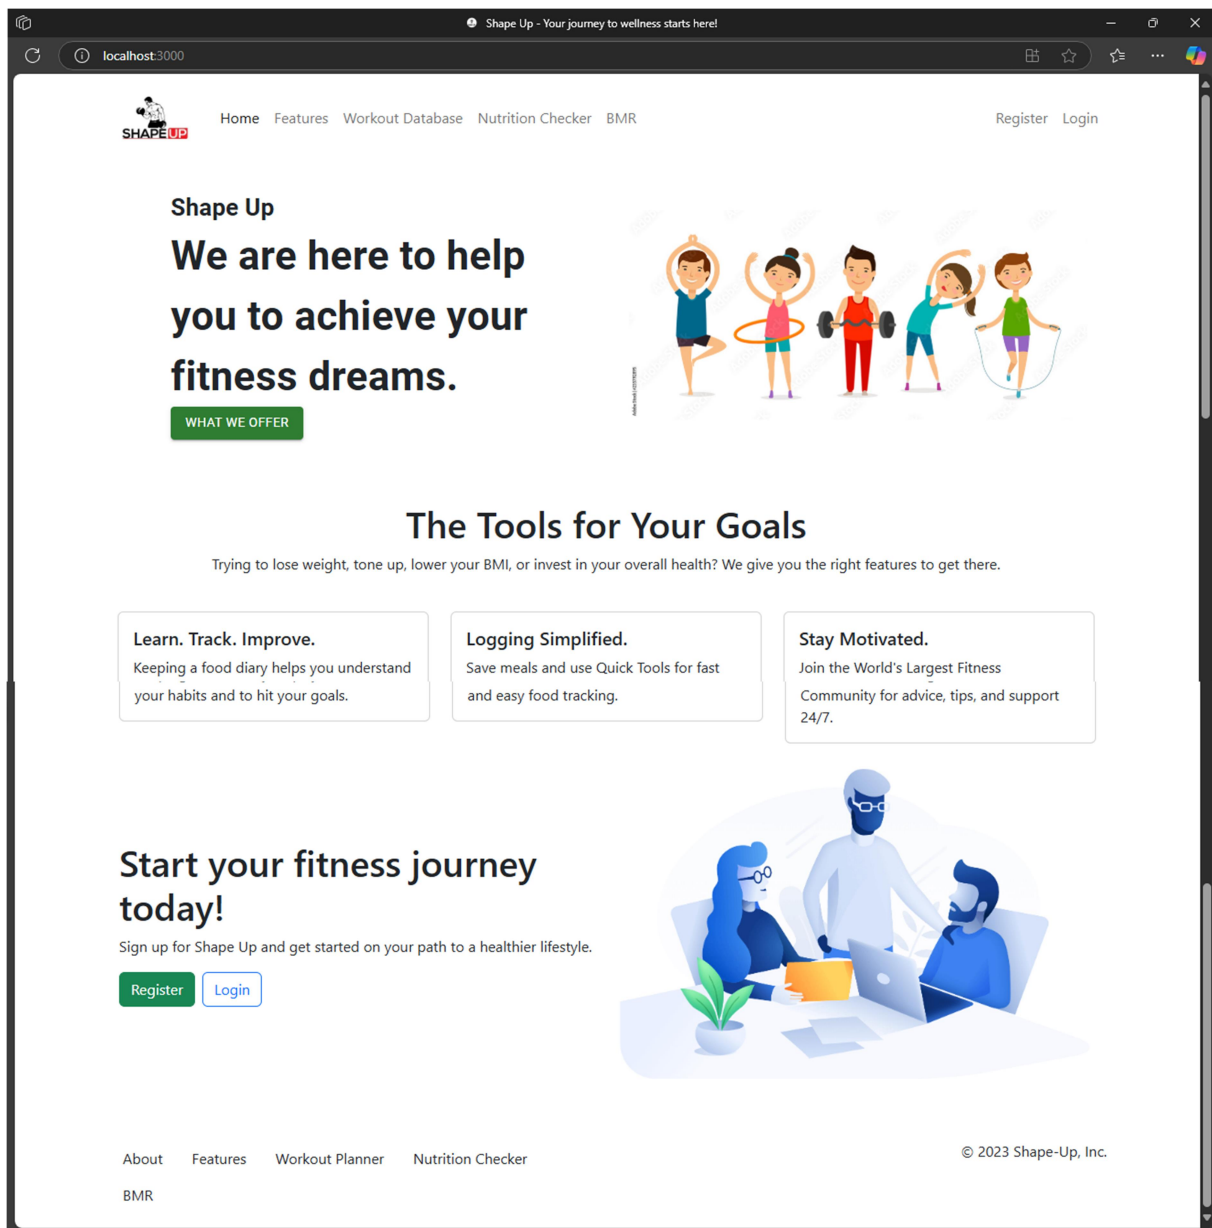 Shape Up - Your journey to wellness starts here!
localhost:3000
SHAPE UP
Home Features Workout Database Nutrition Checker BMR Register Login
Shape Up
We are here to help
you to achieve your
fitness dreams.
WHAT WE OFFER
The Tools for Your Goals
Trying to lose weight, tone up, lower your BMI, or invest in your overall health? We give you the right features to get there.
Learn. Track. Improve.
Keeping a food diary helps you understand
your habits and to hit your goals.
Logging Simplified.
Save meals and use Quick Tools for fast
and easy food tracking.
Stay Motivated.
Join the World's Largest Fitness
Community for advice, tips, and support
24/7.
Start your fitness journey
today!
Sign up for Shape Up and get started on your path to a healthier lifestyle.
Register Login
About Features Workout Planner Nutrition Checker
BMR
© 2023 Shape-Up, Inc.